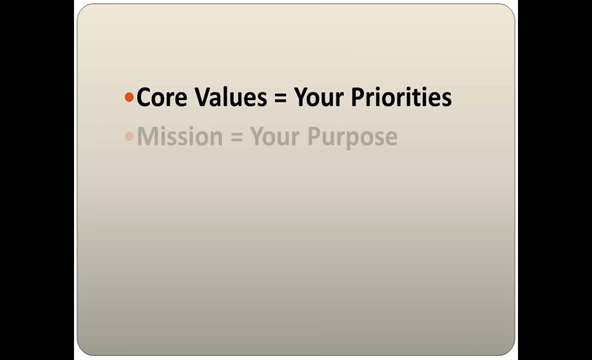 •Core Values = Your Priorities
•Mission = Your Purpose